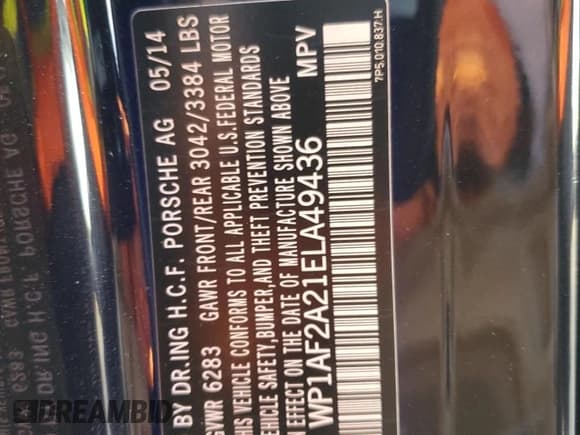 BY DR.ING H.C.F. PORSCHE AG 05/14
GVWR 6283 GAWR FRONT/REAR 3042/3384 LBS
THIS VEHICLE CONFORMS TO ALL APPLICABLE U.S.FEDERAL MOTOR
VEHICLE SAFETY,BUMPER,AND THEFT PREVENTION STANDARDS
IN EFFECT ON THE DATE OF MANUFACTURE SHOWN ABOVE
WP1AF2A21ELA49436 MPV
7P5.010.837.H
DREAMBID